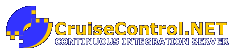 CruiseControl.NET
CONTINUOUS INTEGRATION SERVER